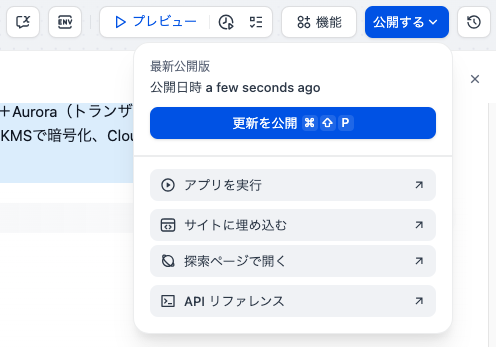 ENV
プレビュー
機能
公開する
最新公開版
公開日時 a few seconds ago
更新を公開 ⌘ ⇧ P
＋Aurora（トランザ
KMSで暗号化、Clou
アプリを実行
サイトに埋め込む
探索ページで開く
API リファレンス